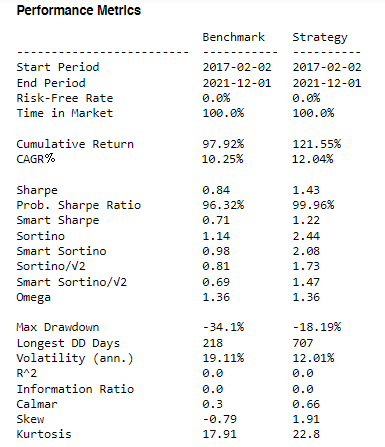 Performance Metrics
Benchmark Strategy
------------------------- ----------- ----------
Start Period 2017-02-02 2017-02-02
End Period 2021-12-01 2021-12-01
Risk-Free Rate 0.0% 0.0%
Time in Market 100.0% 100.0%
Cumulative Return 97.92% 121.55%
CAGR% 10.25% 12.04%
Sharpe 0.84 1.43
Prob. Sharpe Ratio 96.32% 99.96%
Smart Sharpe 0.71 1.22
Sortino 1.14 2.44
Smart Sortino 0.98 2.08
Sortino/√2 0.81 1.73
Smart Sortino/√2 0.69 1.47
Omega 1.36 1.36
Max Drawdown -34.1% -18.19%
Longest DD Days 218 707
Volatility (ann.) 19.11% 12.01%
R^2 0.0 0.0
Information Ratio 0.0 0.0
Calmar 0.3 0.66
Skew -0.79 1.91
Kurtosis 17.91 22.8